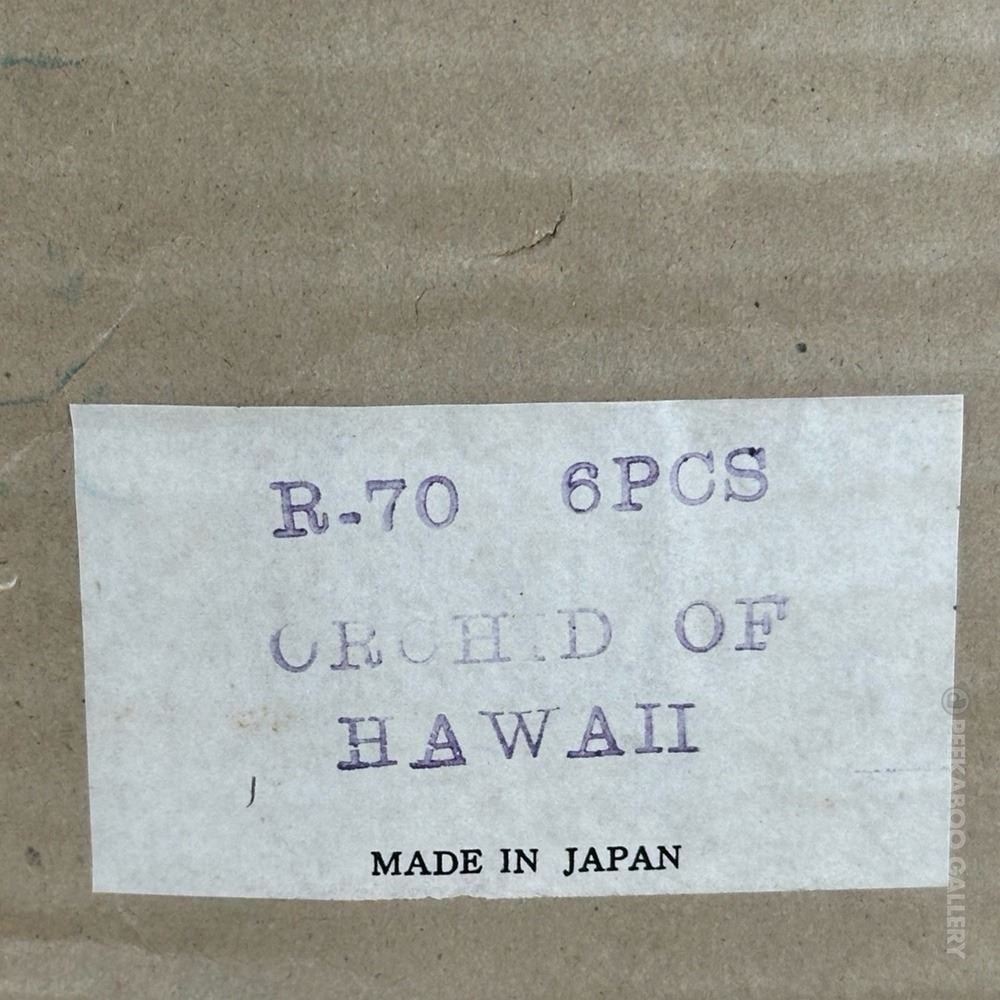 R-70 6PCS
ORCHID OF
HAWAII
MADE IN JAPAN
© PEEKABOO GALLERY